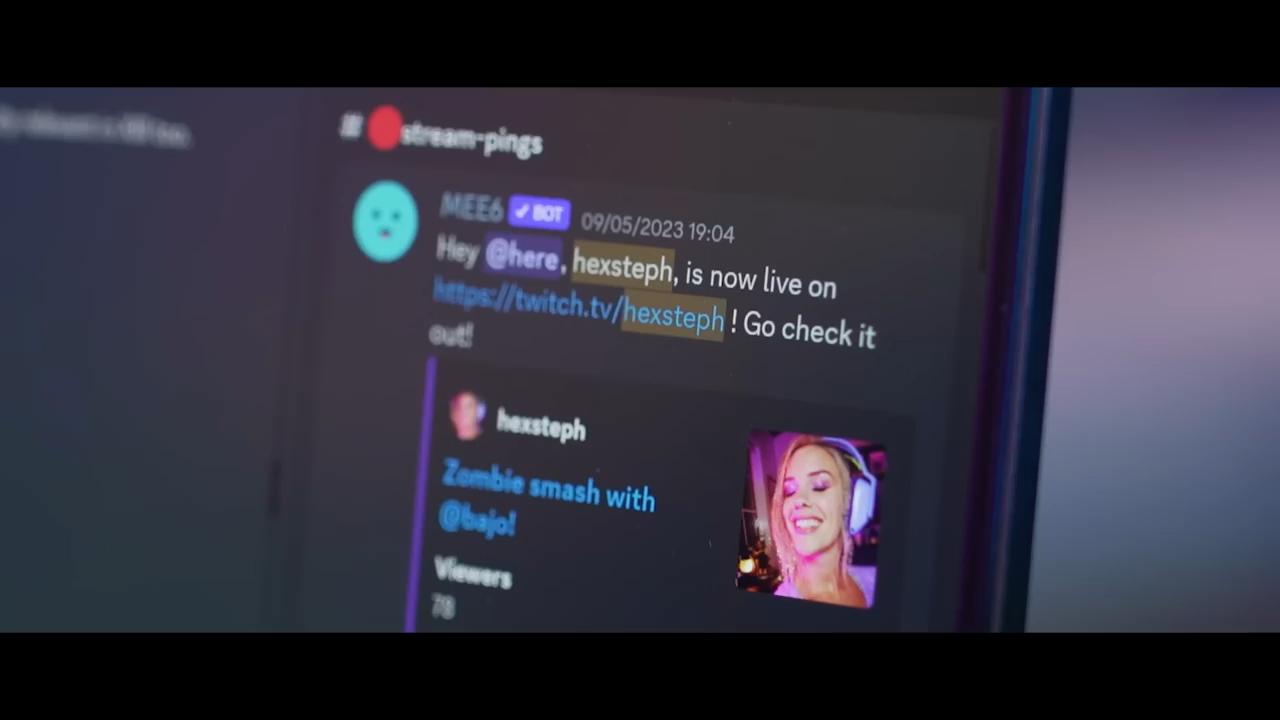 # stream-pings
MEE6 ✓ BOT 09/05/2023 19:04
Hey @here, hexsteph, is now live on
https://twitch.tv/hexsteph ! Go check it
out!
hexsteph
Zombie smash with
@bajo!
Viewers
78